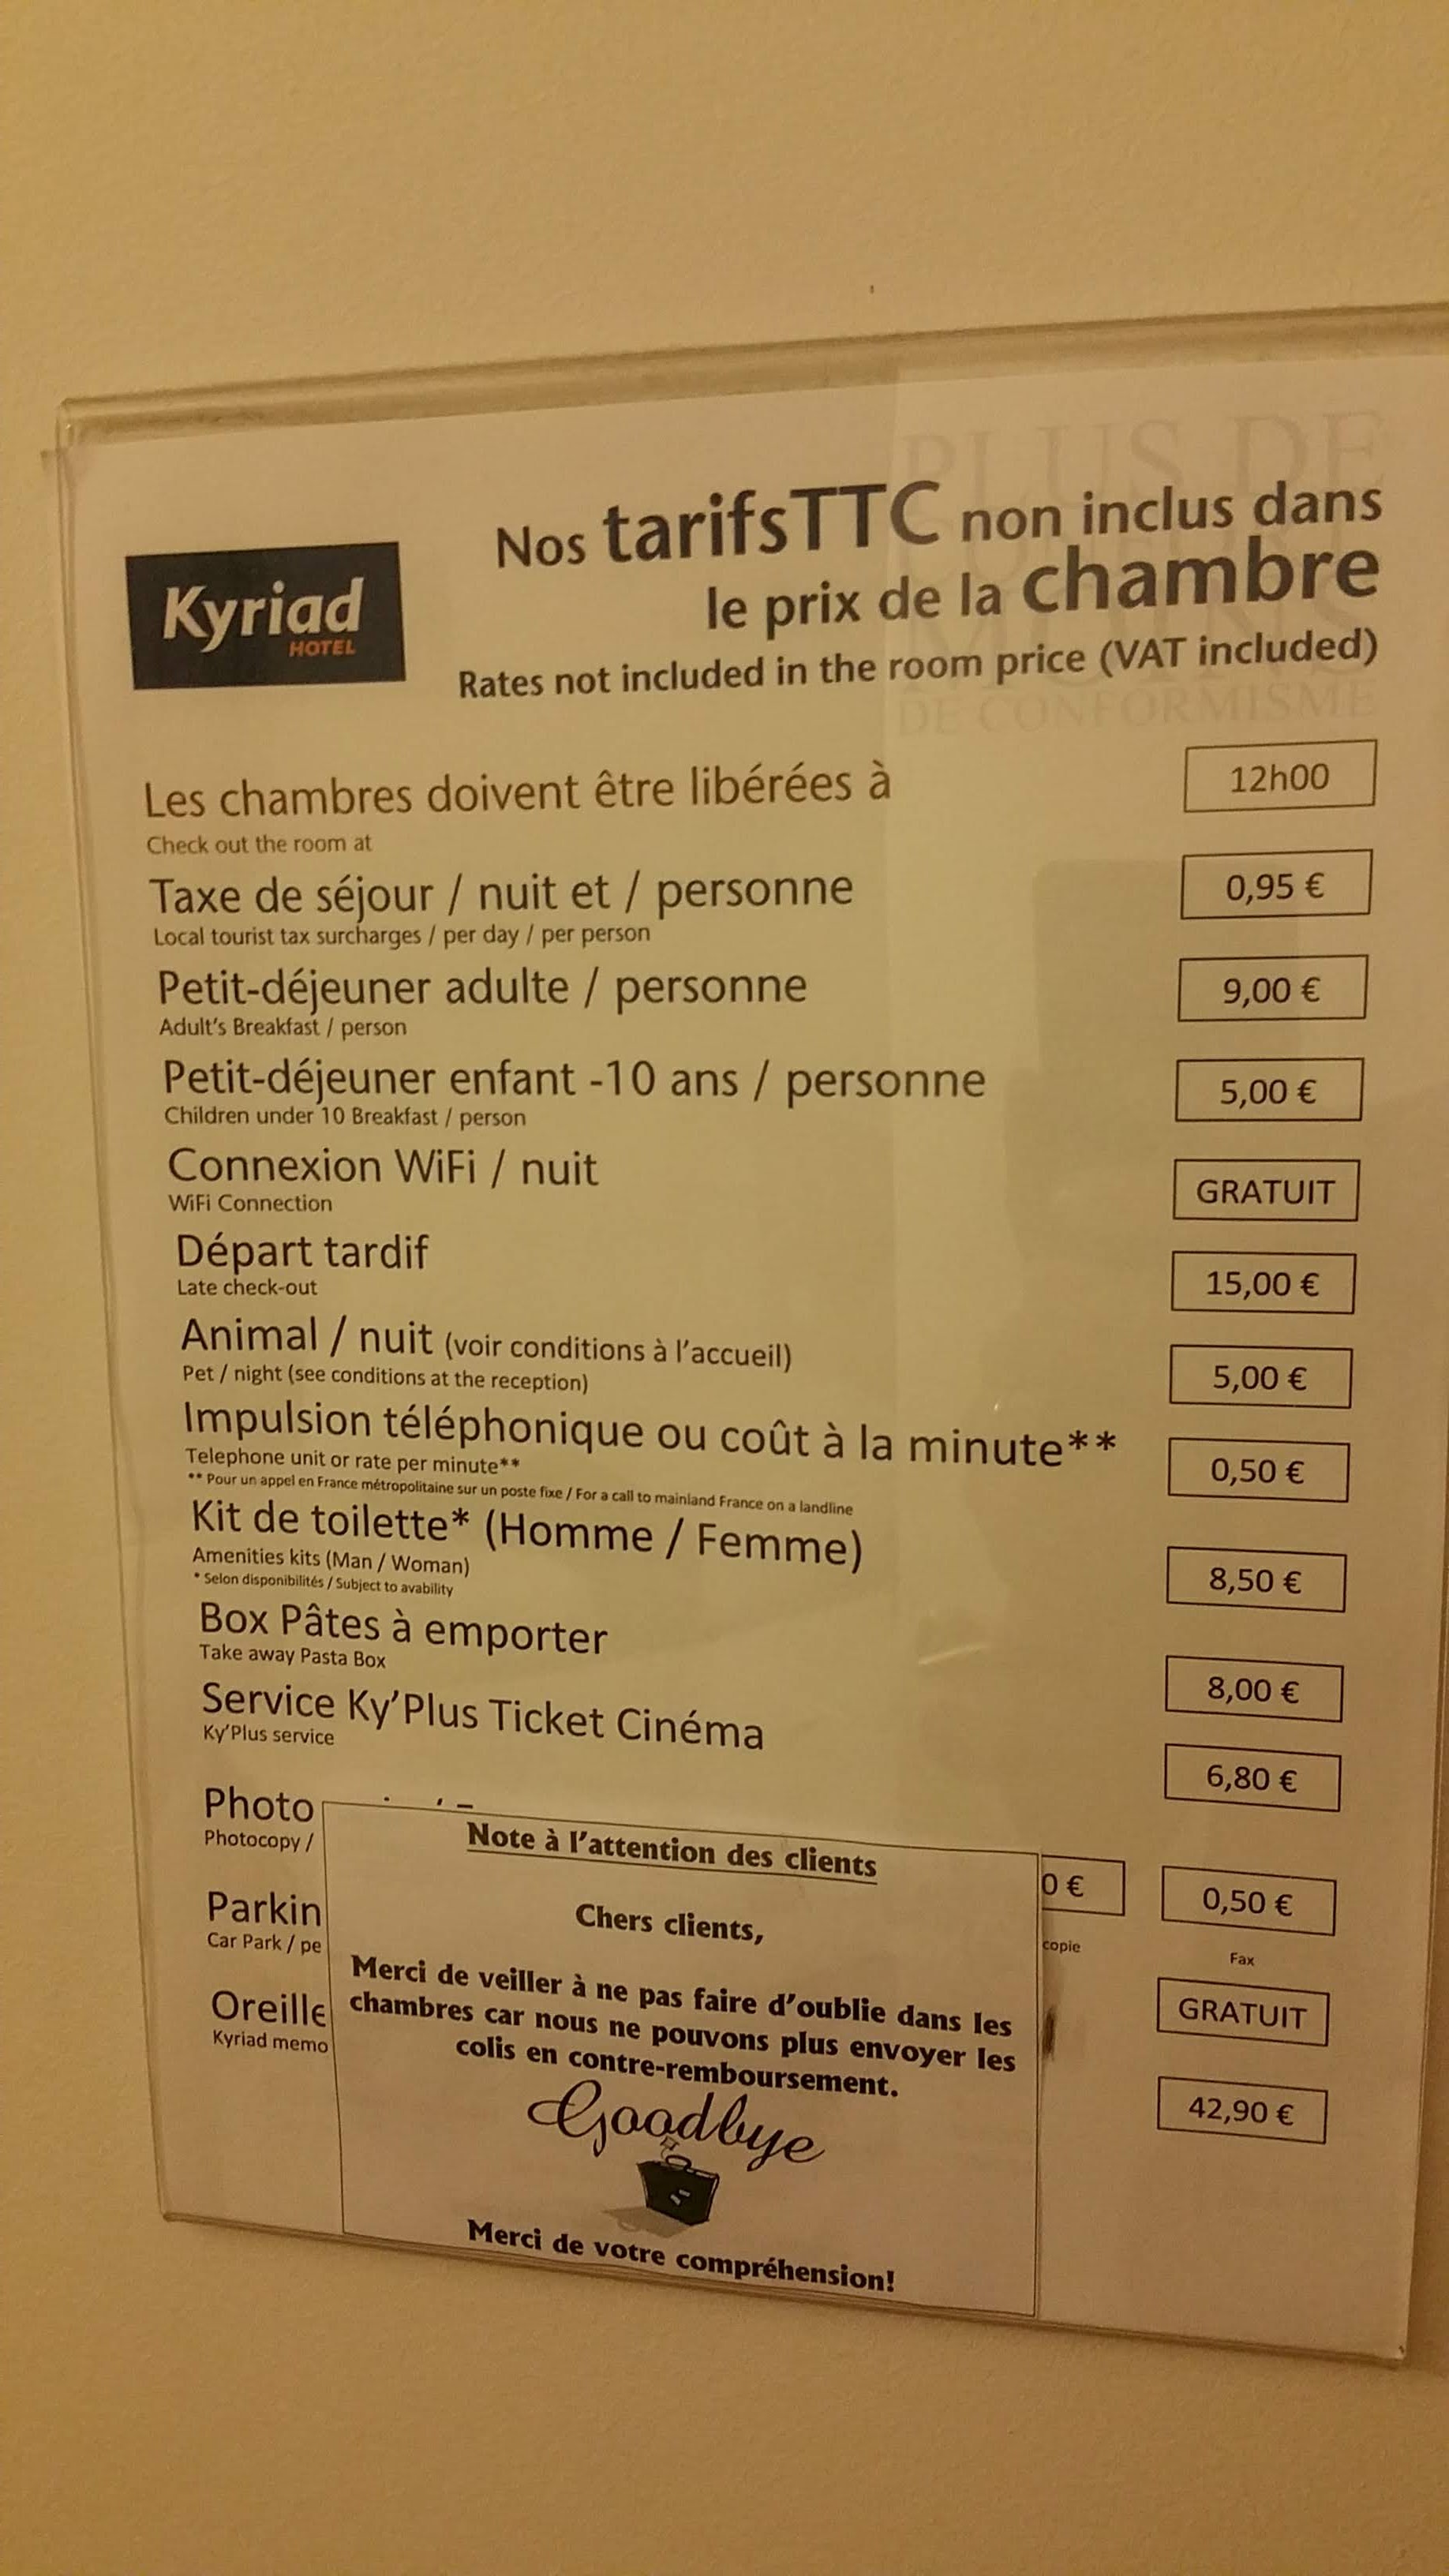 Kyriad
HOTEL
Nos tarifsTTC non inclus dans
le prix de la chambre
Rates not included in the room price (VAT included)
PLUS DE
DE CONFORMISME
Les chambres doivent être libérées à 12h00
Check out the room at
Taxe de séjour / nuit et / personne 0,95 €
Local tourist tax surcharges / per day / per person
Petit-déjeuner adulte / personne 9,00 €
Adult's Breakfast / person
Petit-déjeuner enfant -10 ans / personne 5,00 €
Children under 10 Breakfast / person
Connexion WiFi / nuit GRATUIT
WiFi Connection
Départ tardif 15,00 €
Late check-out
Animal / nuit (voir conditions à l'accueil) 5,00 €
Pet / night (see conditions at the reception)
Impulsion téléphonique ou coût à la minute** 0,50 €
Telephone unit or rate per minute**
** Pour un appel en France métropolitaine sur un poste fixe / For a call to mainland France on a landline
Kit de toilette* (Homme / Femme) 8,50 €
Amenities kits (Man / Woman)
* Selon disponibilités / Subject to avability
Box Pâtes à emporter 8,00 €
Take away Pasta Box
Service Ky'Plus Ticket Cinéma 6,80 €
Ky'Plus service
Photo 0 € 0,50 €
Photocopy / copie Fax
Parkin GRATUIT
Car Park / pe
Oreille 42,90 €
Kyriad memo
Note à l'attention des clients
Chers clients,
Merci de veiller à ne pas faire d'oublie dans les
chambres car nous ne pouvons plus envoyer les
colis en contre-remboursement.
Goodbye
Merci de votre compréhension!